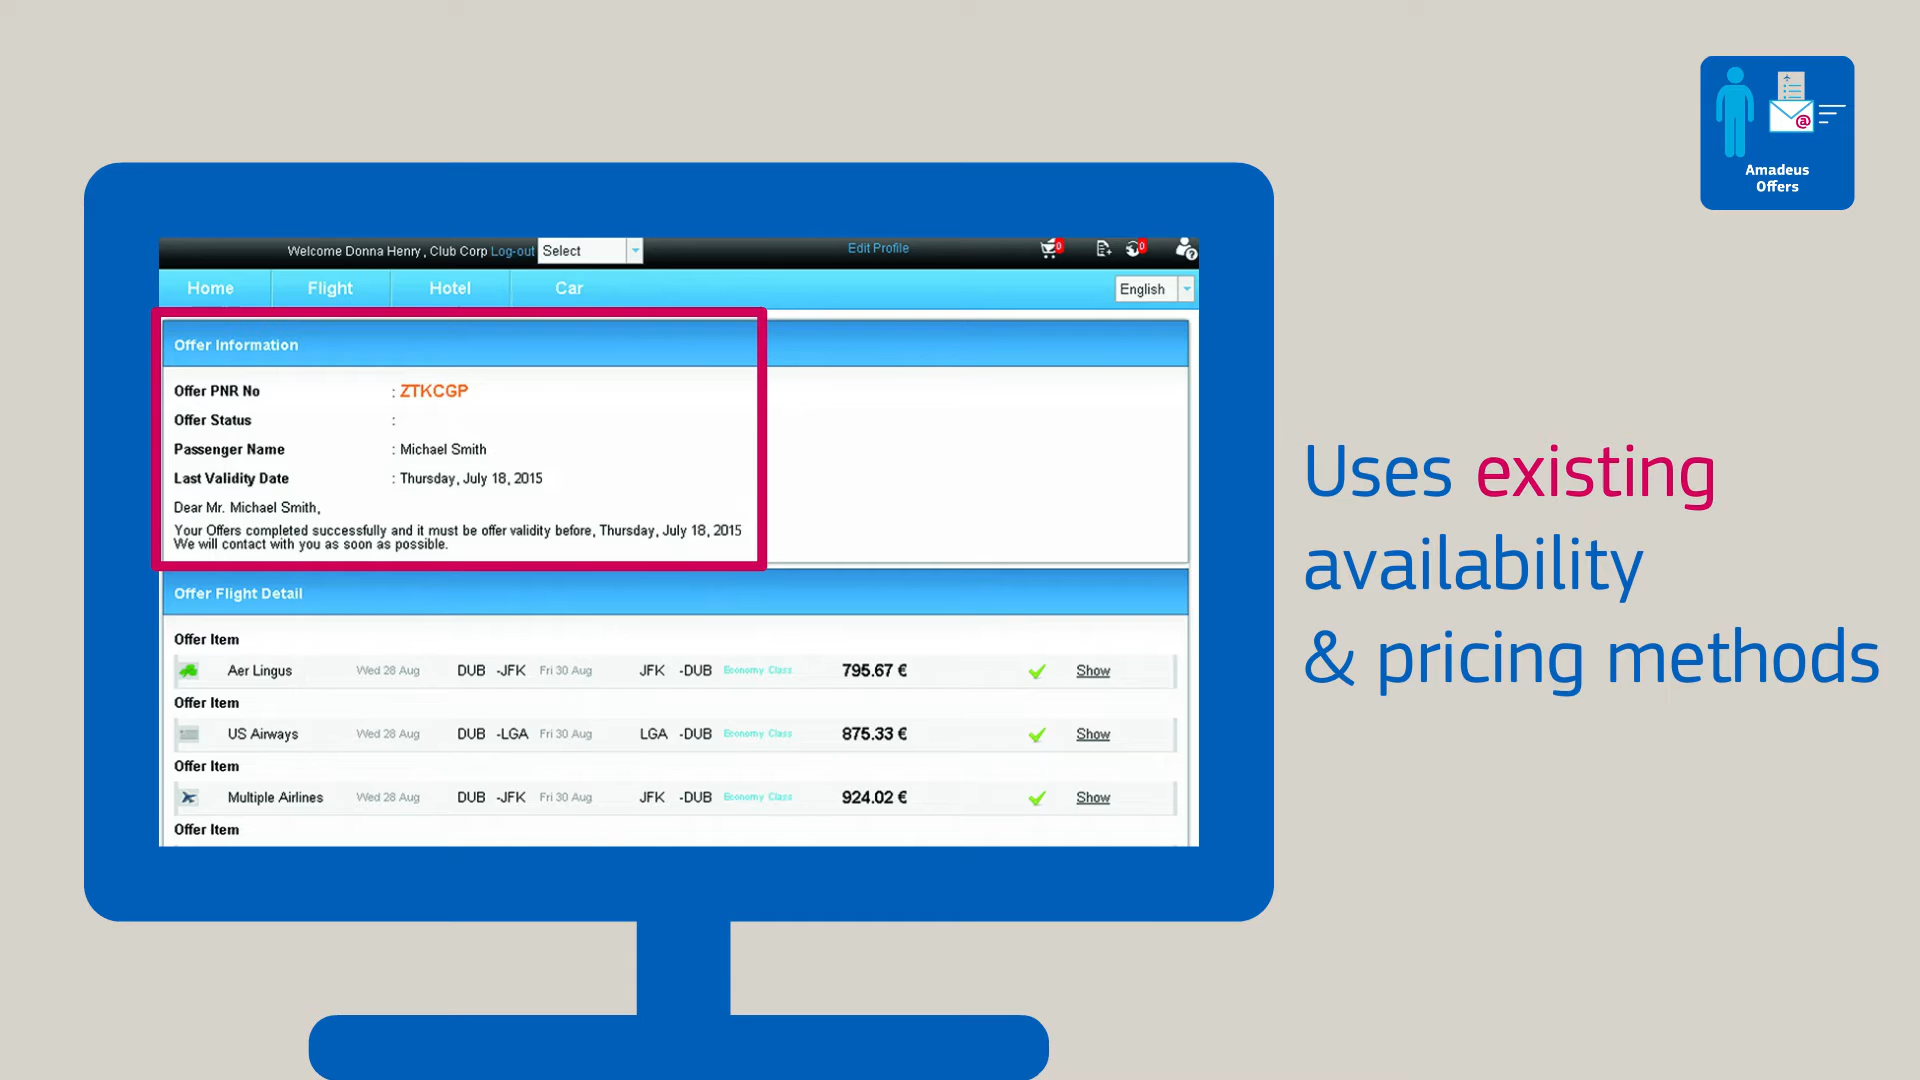 Amadeus
Offers
Welcome Donna Henry, Club Corp Log-out Select
Edit Profile
0
0
Home Flight Hotel Car
English
Offer Information
Offer PNR No : ZTKCGP
Offer Status :
Passenger Name : Michael Smith
Last Validity Date : Thursday, July 18, 2015
Dear Mr. Michael Smith,
Your Offers completed successfully and it must be offer validity before, Thursday, July 18, 2015
We will contact with you as soon as possible.
Offer Flight Detail
Offer Item
Aer Lingus Wed 28 Aug DUB -JFK Fri 30 Aug JFK -DUB Economy Class 795.67 € Show
Offer Item
US Airways Wed 28 Aug DUB -LGA Fri 30 Aug LGA -DUB Economy Class 875.33 € Show
Offer Item
Multiple Airlines Wed 28 Aug DUB -JFK Fri 30 Aug JFK -DUB Economy Class 924.02 € Show
Offer Item
Uses existing
availability
& pricing methods